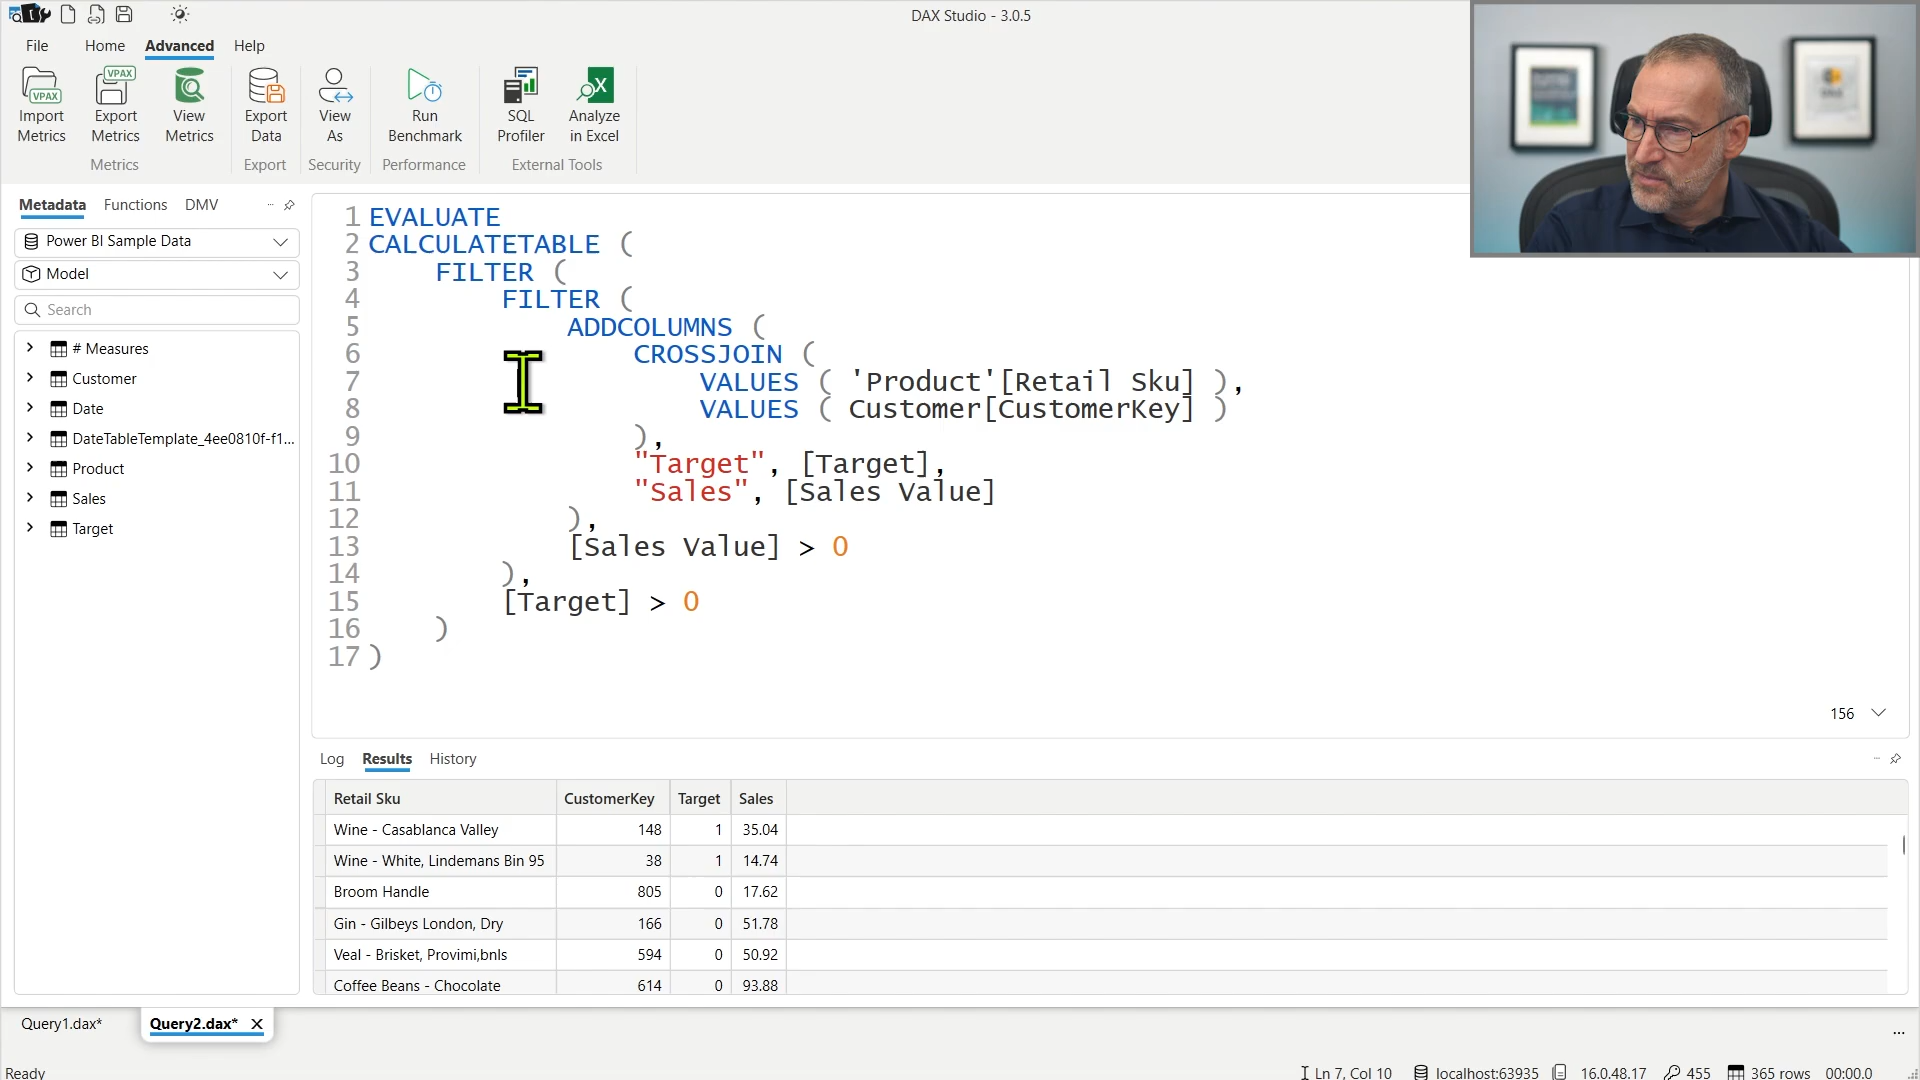 DAX Studio - 3.0.5
File Home Advanced Help
VPAX VPAX
Import Metrics
Export Metrics
View Metrics
Export Data
View As
Run Benchmark
SQL Profiler
Analyze in Excel
Metrics Export Security Performance External Tools
Metadata Functions DMV
Power BI Sample Data
Model
Search
# Measures
Customer
Date
DateTableTemplate_4ee0810f-f1...
Product
Sales
Target
1 EVALUATE
2 CALCULATETABLE (
3 FILTER (
4 FILTER (
5 ADDCOLUMNS (
6 CROSSJOIN (
7 VALUES ( 'Product'[Retail Sku] ),
8 VALUES ( Customer[CustomerKey] )
9 ),
10 "Target", [Target],
11 "Sales", [Sales Value]
12 ),
13 [Sales Value] > 0
14 ),
15 [Target] > 0
16 )
17 )
156
Log Results History
Retail Sku CustomerKey Target Sales
Wine - Casablanca Valley 148 1 35.04
Wine - White, Lindemans Bin 95 38 1 14.74
Broom Handle 805 0 17.62
Gin - Gilbeys London, Dry 166 0 51.78
Veal - Brisket, Provimi,bnls 594 0 50.92
Coffee Beans - Chocolate 614 0 93.88
Query1.dax* Query2.dax*
Ready Ln 7, Col 10 localhost:63935 16.0.48.17 455 365 rows 00:00.0